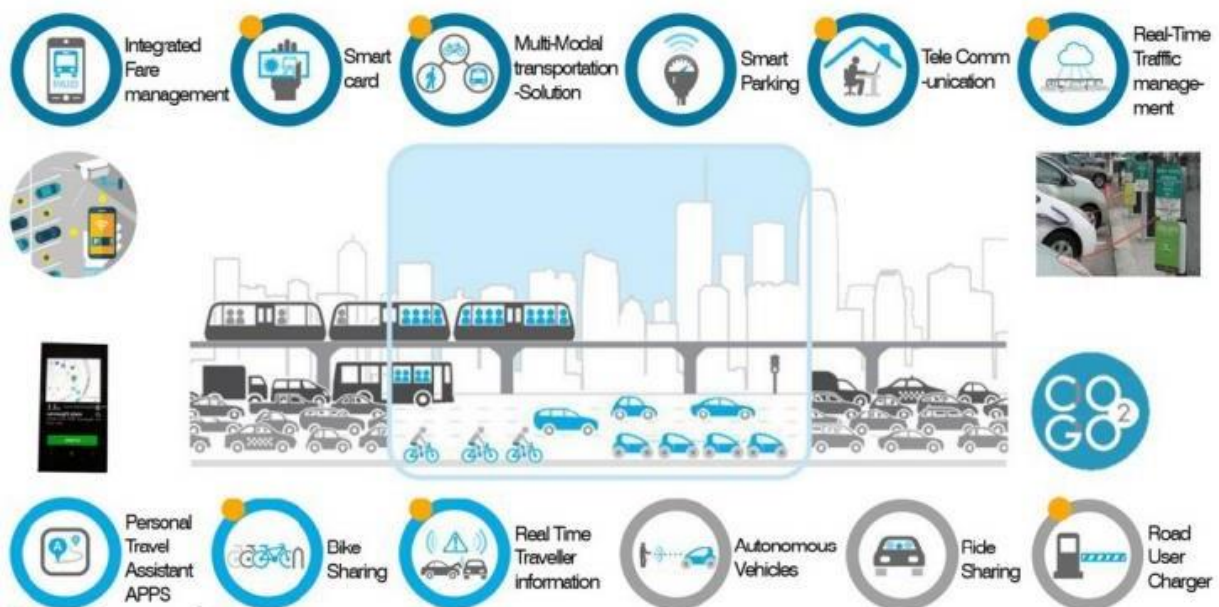 Integrated
Fare
management
PAID
Smart
card
Multi-Modal
transportation
-Solution
Smart
Parking
Tele Comm
-unication
Real-Time
Traffic
manage-
ment
CO
2
GO
Personal
Travel
Assistant
APPS
A
Bike
Sharing
Real Time
Traveller
information
Autonomous
Vehicles
Ride
Sharing
Road
User
Charger